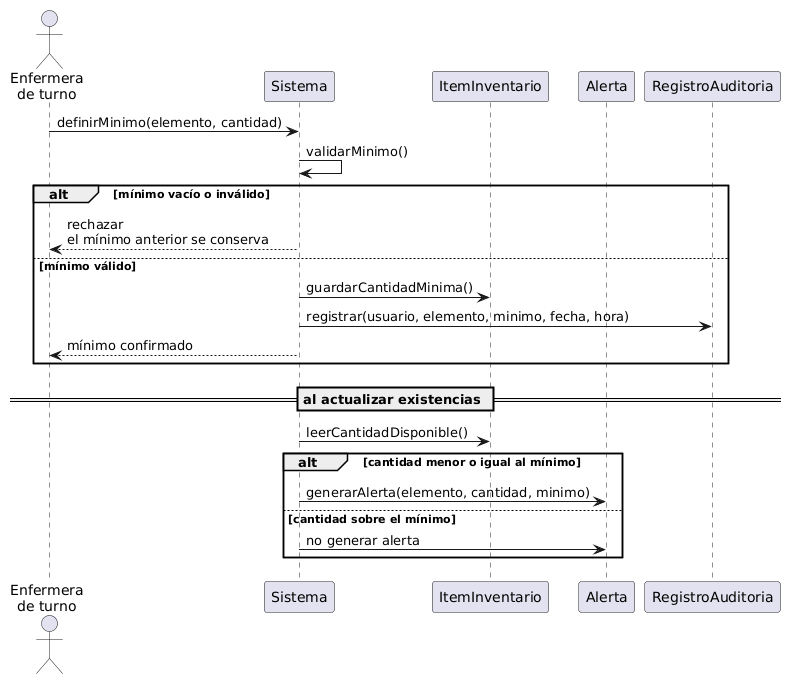 Enfermera
de turno
Sistema
ItemInventario
Alerta
RegistroAuditoria
definirMinimo(elemento, cantidad)
validarMinimo()
alt
[mínimo vacío o inválido]
rechazar
el mínimo anterior se conserva
[mínimo válido]
guardarCantidadMinima()
registrar(usuario, elemento, minimo, fecha, hora)
mínimo confirmado
al actualizar existencias
leerCantidadDisponible()
alt
[cantidad menor o igual al mínimo]
generarAlerta(elemento, cantidad, minimo)
[cantidad sobre el mínimo]
no generar alerta
Enfermera
de turno
Sistema
ItemInventario
Alerta
RegistroAuditoria